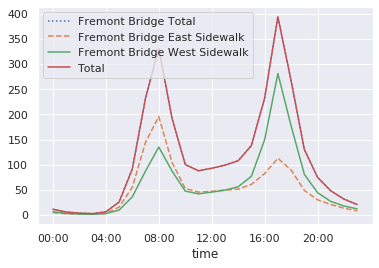 400
350
300
250
200
150
100
50
0
Fremont Bridge Total
Fremont Bridge East Sidewalk
Fremont Bridge West Sidewalk
Total
00:00 04:00 08:00 12:00 16:00 20:00
time